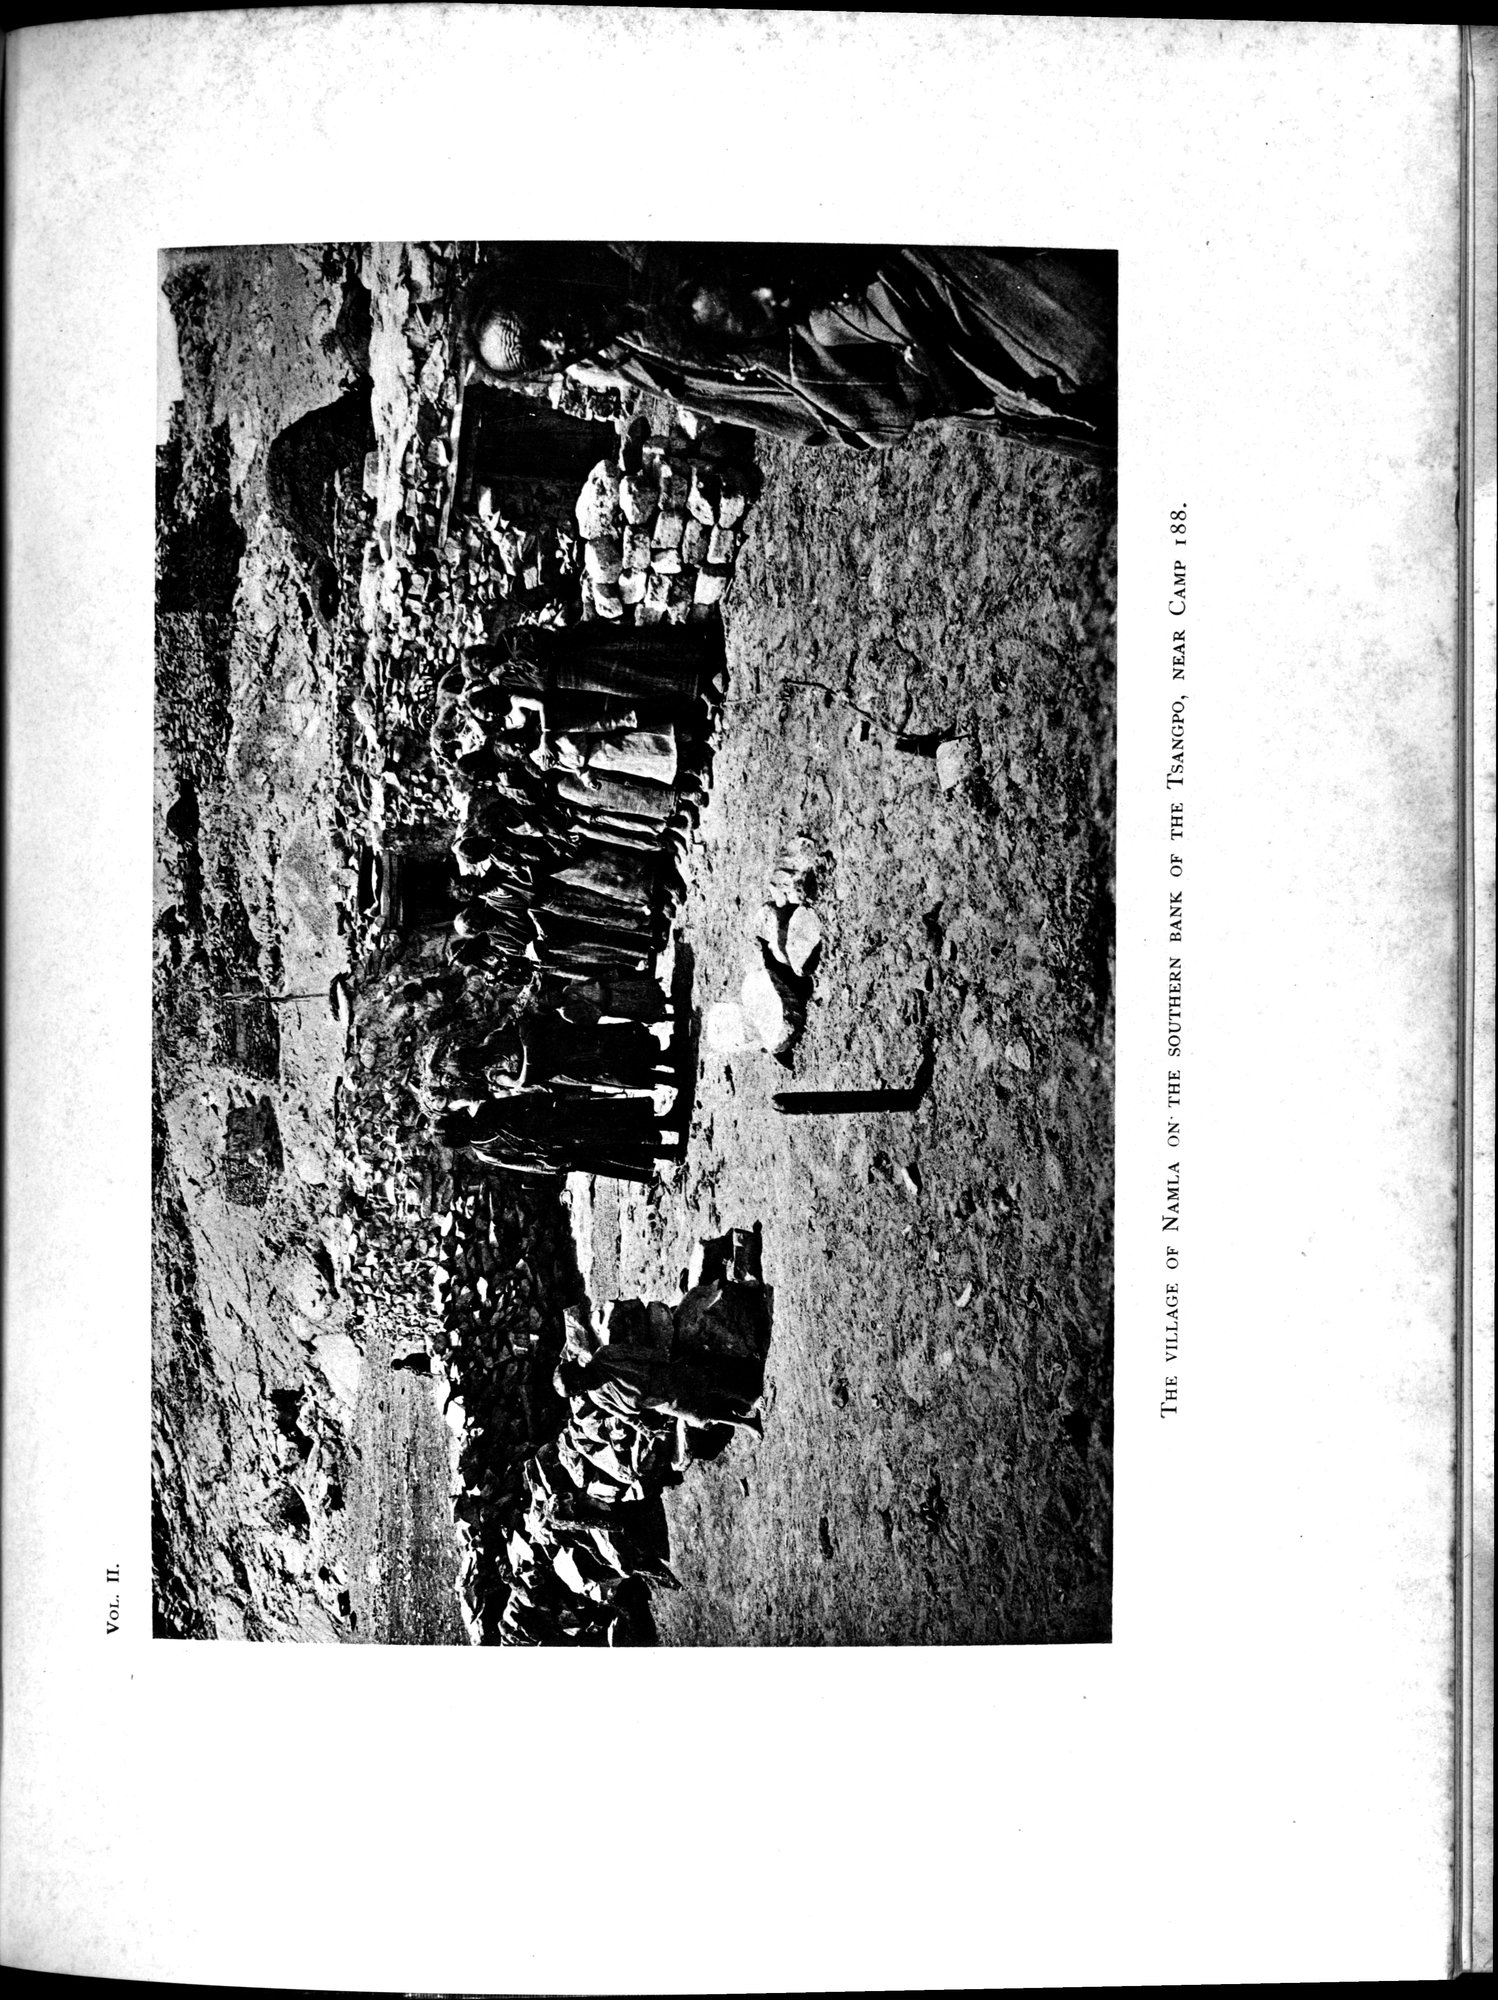 Vol. II.
The village of Namla on the southern bank of the Tsangpo, near Camp 188.